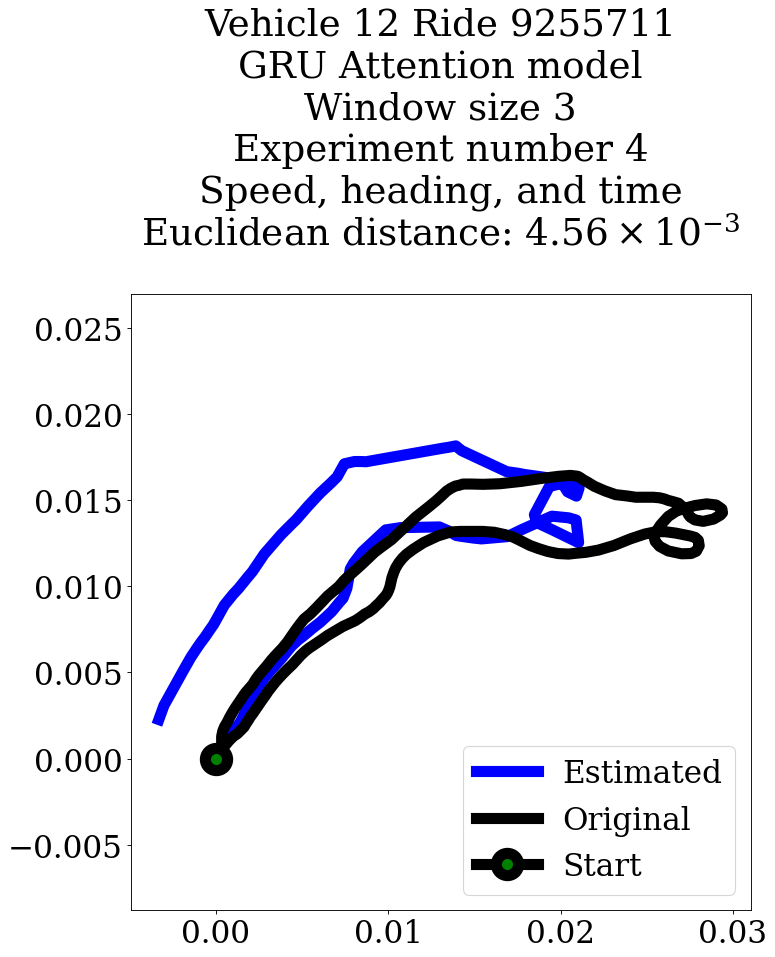 Vehicle 12 Ride 9255711
GRU Attention model
Window size 3
Experiment number 4
Speed, heading, and time
Euclidean distance: 4.56 × 10⁻³
0.025
0.020
0.015
0.010
0.005
0.000
−0.005
Estimated
Original
Start
0.00 0.01 0.02 0.03